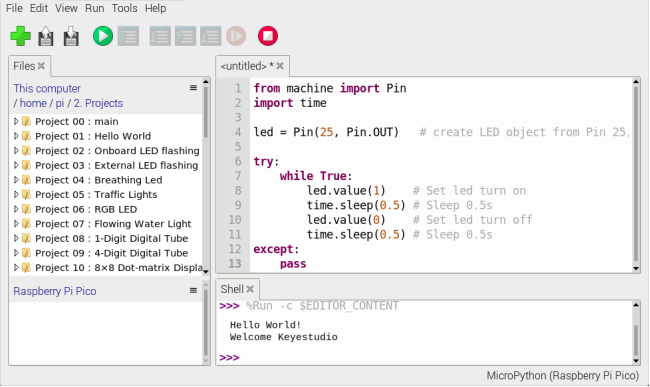 File Edit View Run Tools Help
Files
This computer
/ home / pi / 2. Projects
Project 00 : main
Project 01 : Hello World
Project 02 : Onboard LED flashing
Project 03 : External LED flashing
Project 04 : Breathing Led
Project 05 : Traffic Lights
Project 06 : RGB LED
Project 07 : Flowing Water Light
Project 08 : 1-Digit Digital Tube
Project 09 : 4-Digit Digital Tube
Project 10 : 8×8 Dot-matrix Displa
Raspberry Pi Pico
<untitled> *
1 from machine import Pin
2 import time
3
4 led = Pin(25, Pin.OUT) # create LED object from Pin 25,
5
6 try:
7 while True:
8 led.value(1) # Set led turn on
9 time.sleep(0.5) # Sleep 0.5s
10 led.value(0) # Set led turn off
11 time.sleep(0.5) # Sleep 0.5s
12 except:
13 pass
Shell
>>> %Run -c $EDITOR_CONTENT
Hello World!
Welcome Keyestudio
>>>
MicroPython (Raspberry Pi Pico)